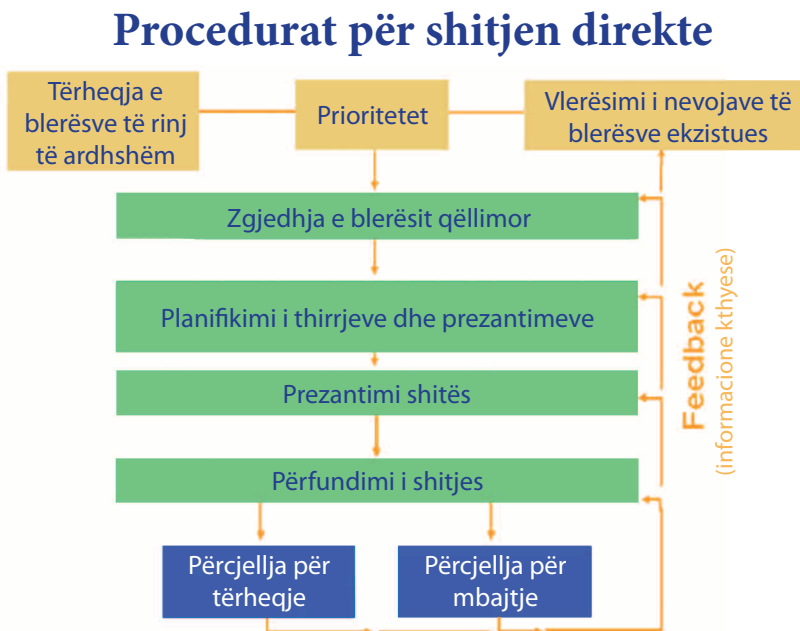 Procedurat për shitjen direkte
Tërheqja e
blerësve të rinj
të ardhshëm
Prioritetet
Vlerësimi i nevojave të
blerësve ekzistues
Zgjedhja e blerësit qëllimor
Planifikimi i thirrjeve dhe prezantimeve
Prezantimi shitës
Përfundimi i shitjes
Përcjellja për
tërheqje
Përcjellja për
mbajtje
Feedback
(informacione kthyese)